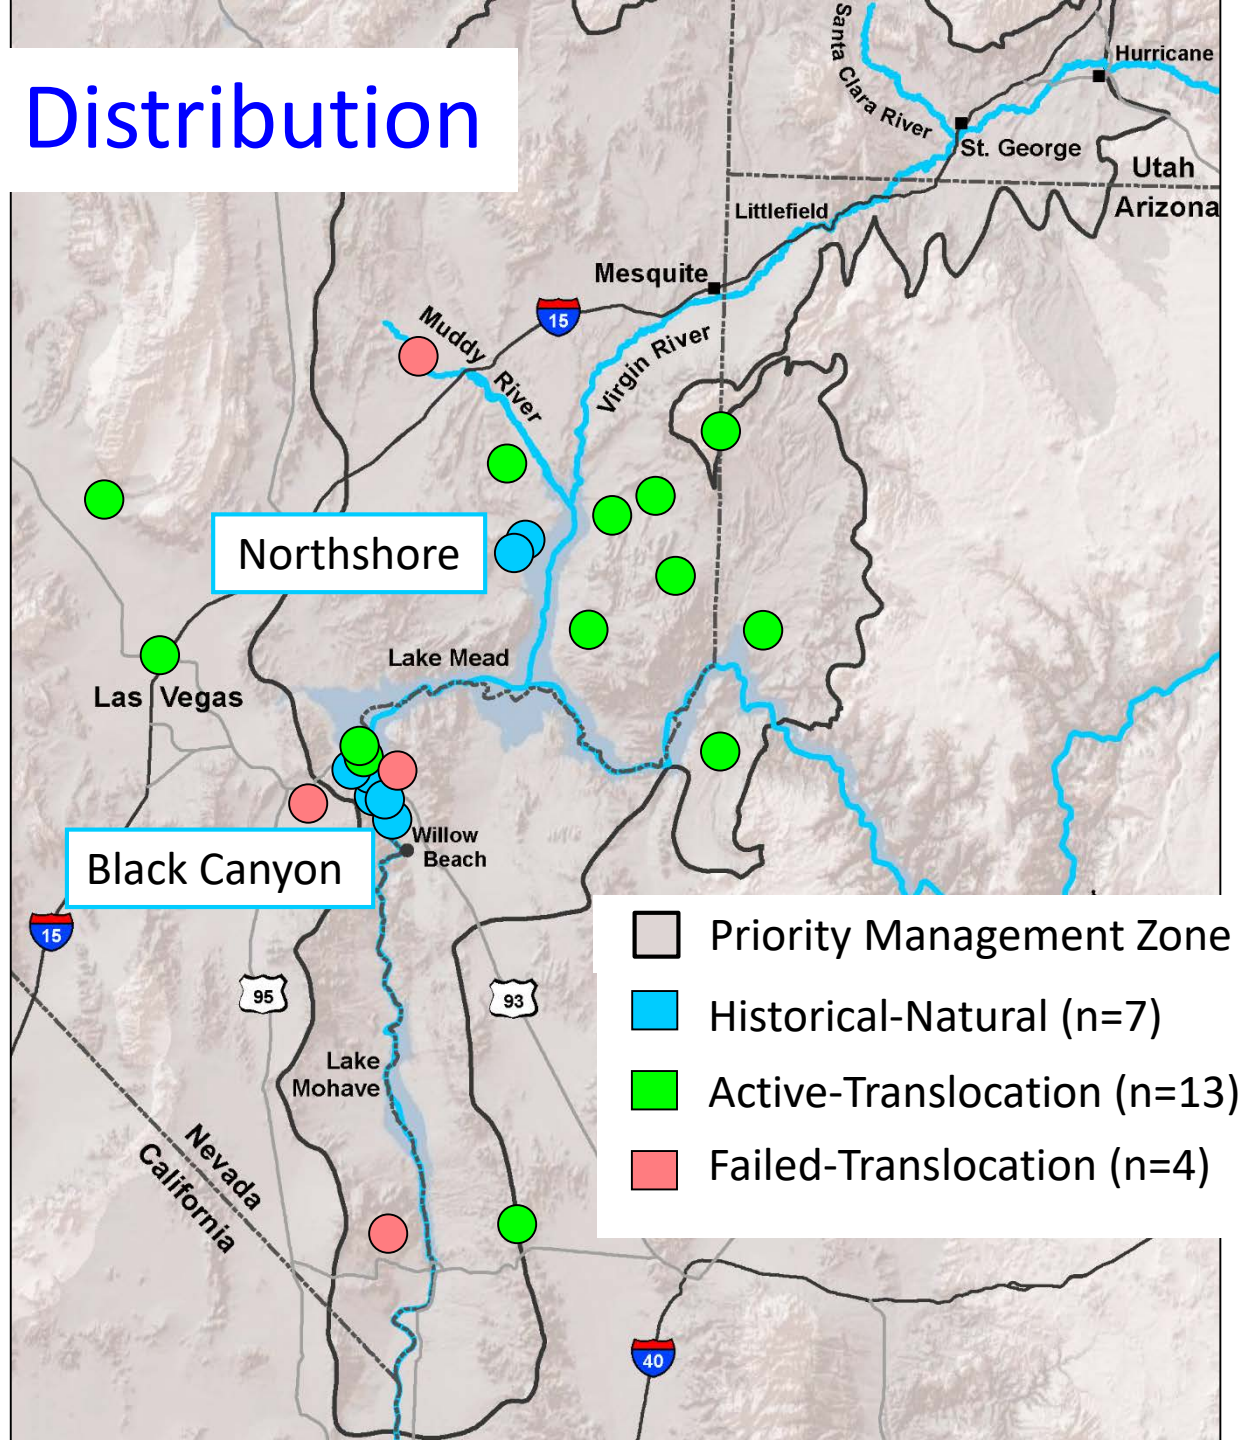 Distribution
Santa Clara River
Hurricane
St. George
Utah
Arizona
Littlefield
Mesquite
15
Muddy River
Virgin River
Northshore
Lake Mead
Las Vegas
Willow
Beach
Black Canyon
15
95
93
Lake
Mohave
Nevada
California
40
Priority Management Zone
Historical-Natural (n=7)
Active-Translocation (n=13)
Failed-Translocation (n=4)